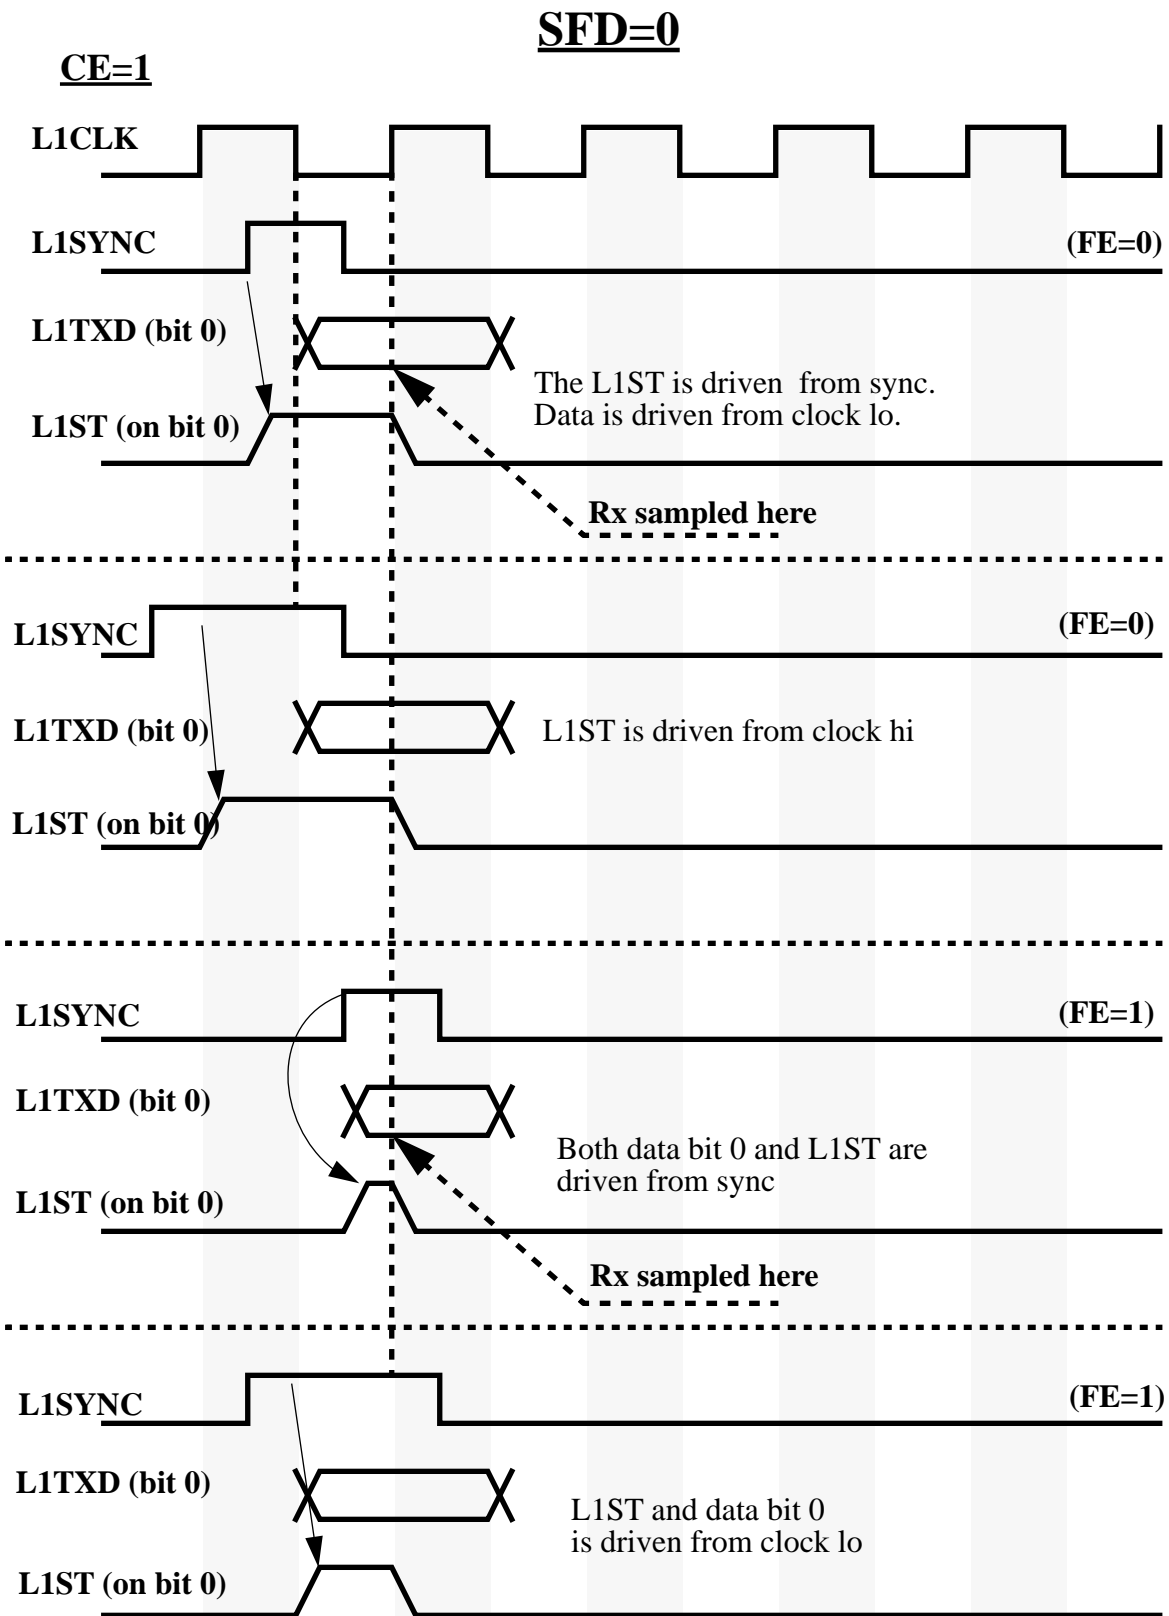 SFD=0
CE=1
L1CLK
L1SYNC
(FE=0)
L1TXD (bit 0)
The L1ST is driven from sync.
Data is driven from clock lo.
L1ST (on bit 0)
Rx sampled here
L1SYNC
(FE=0)
L1TXD (bit 0)
L1ST is driven from clock hi
L1ST (on bit 0)
L1SYNC
(FE=1)
L1TXD (bit 0)
Both data bit 0 and L1ST are
driven from sync
L1ST (on bit 0)
Rx sampled here
L1SYNC
(FE=1)
L1TXD (bit 0)
L1ST and data bit 0
is driven from clock lo
L1ST (on bit 0)